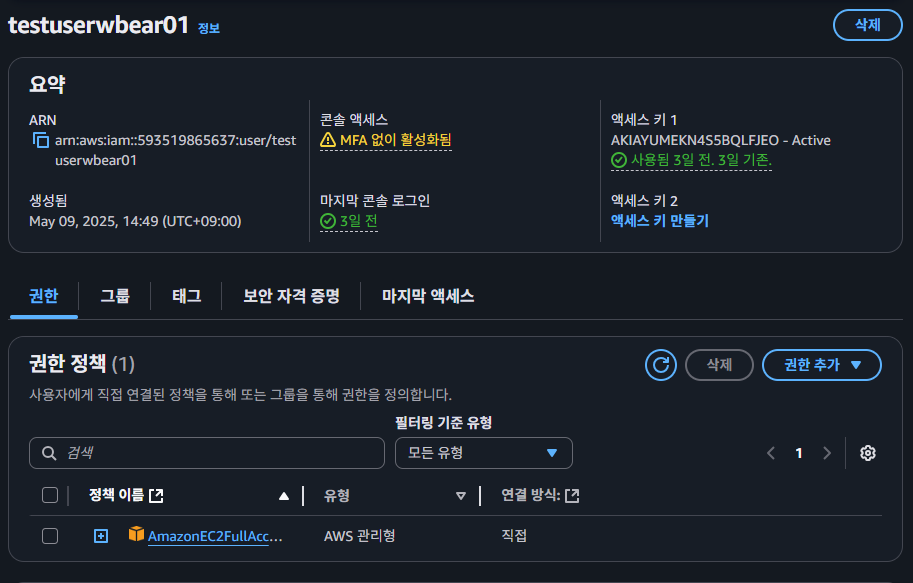 testuserwbear01 정보
삭제
요약
ARN
arn:aws:iam::593519865637:user/test
userwbear01
생성됨
May 09, 2025, 14:49 (UTC+09:00)
콘솔 액세스
MFA 없이 활성화됨
마지막 콘솔 로그인
3일 전
액세스 키 1
AKIAYUMEKN4S5BQLFJEO - Active
사용됨 3일 전. 3일 기존.
액세스 키 2
액세스 키 만들기
권한 그룹 태그 보안 자격 증명 마지막 액세스
권한 정책 (1)
삭제
권한 추가
사용자에게 직접 연결된 정책을 통해 또는 그룹을 통해 권한을 정의합니다.
필터링 기준 유형
검색
모든 유형
1
정책 이름 유형 연결 방식:
AmazonEC2FullAcc... AWS 관리형 직접